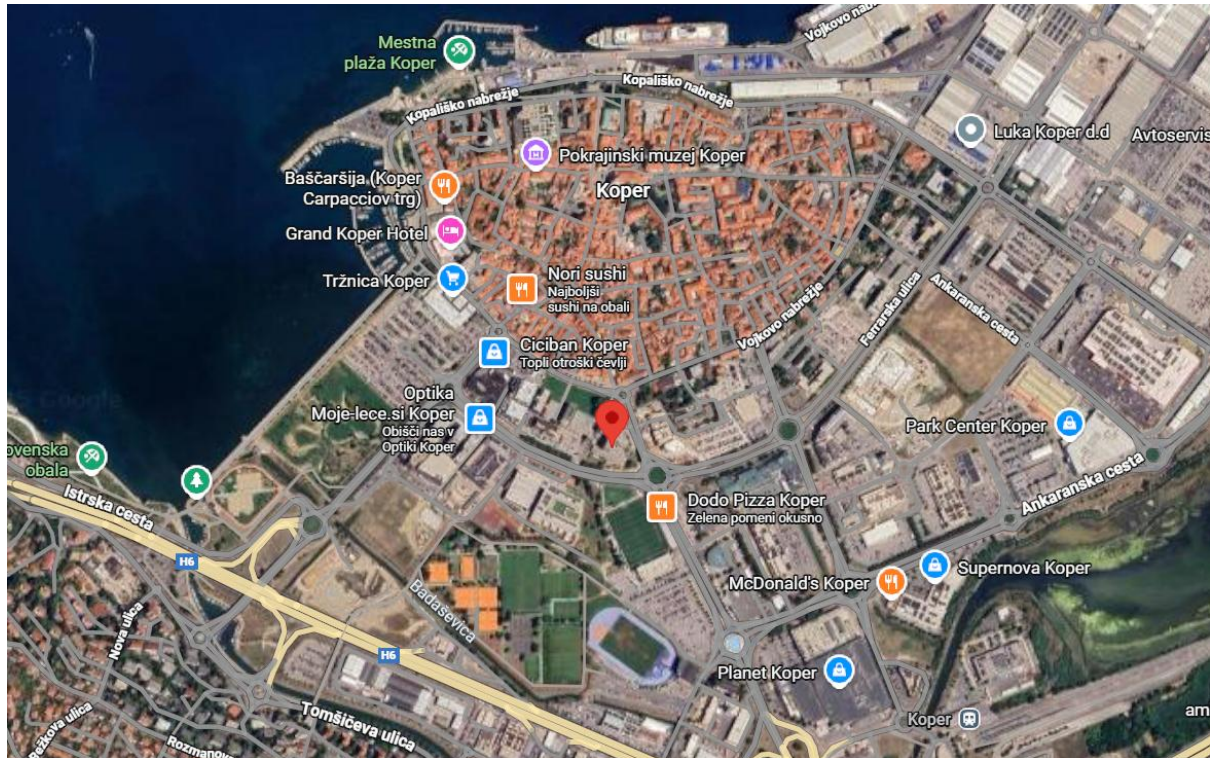 Vojkovo nabrežje
Mestna
plaža Koper
Kopališko nabrežje
Kopališko nabrežje
Luka Koper d.d
Avtoservis
Pokrajinski muzej Koper
Koper
Baščaršija (Koper
Carpacciov trg)
Grand Koper Hotel
Tržnica Koper
Nori sushi
Najboljši
sushi na obali
Ciciban Koper
Topli otroški čevlji
Vojkovo nabrežje
Ferrarska ulica
Ankaranska cesta
Optika
Moje-lece.si Koper
Obišči nas v
Optiki Koper
Park Center Koper
ovenska
obala
Istrska cesta
H6
Ankaranska cesta
Dodo Pizza Koper
Zelena pomeni okusno
McDonald's Koper
Supernova Koper
Badaševica
Nova ulica
H6
Planet Koper
Koper
Tomšičeva ulica
am